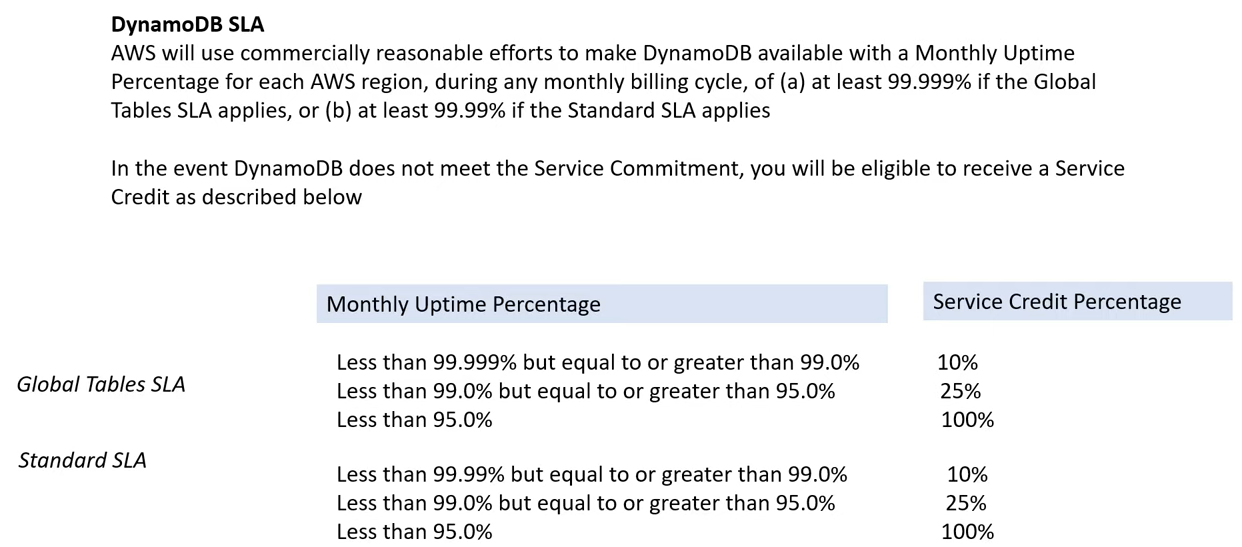 DynamoDB SLA
AWS will use commercially reasonable efforts to make DynamoDB available with a Monthly Uptime
Percentage for each AWS region, during any monthly billing cycle, of (a) at least 99.999% if the Global
Tables SLA applies, or (b) at least 99.99% if the Standard SLA applies
In the event DynamoDB does not meet the Service Commitment, you will be eligible to receive a Service
Credit as described below
Monthly Uptime Percentage Service Credit Percentage
Less than 99.999% but equal to or greater than 99.0% 10%
Global Tables SLA
Less than 99.0% but equal to or greater than 95.0% 25%
Less than 95.0% 100%
Standard SLA
Less than 99.99% but equal to or greater than 99.0% 10%
Less than 99.0% but equal to or greater than 95.0% 25%
Less than 95.0% 100%